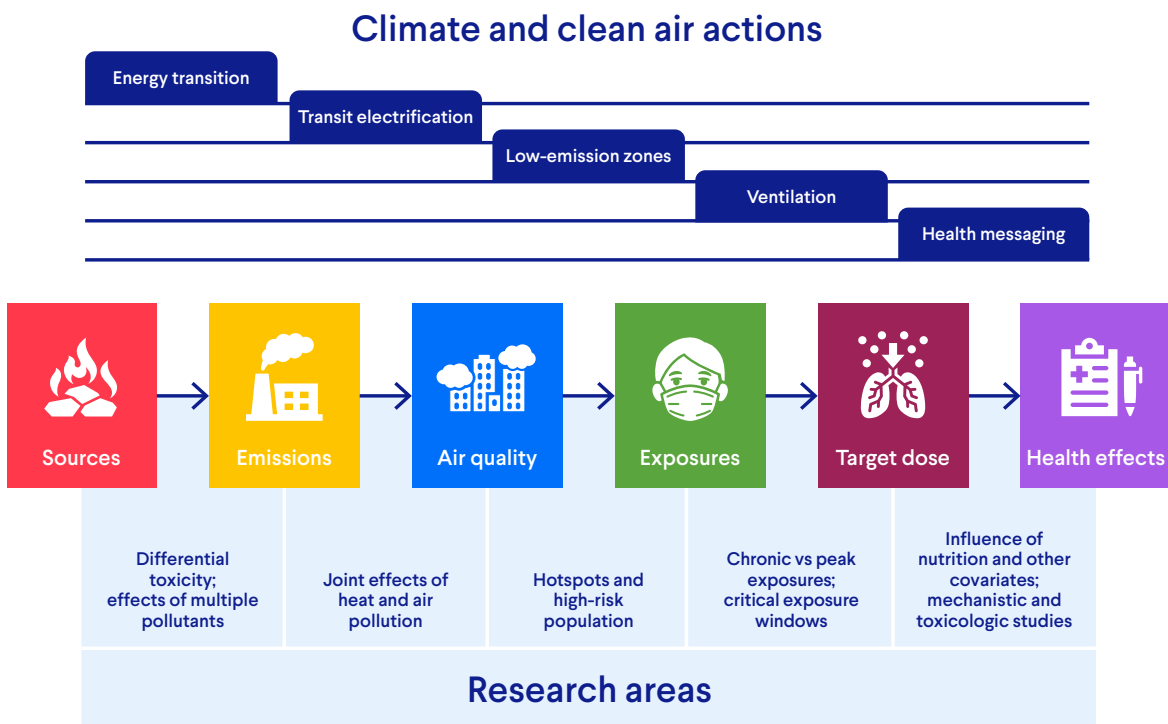 Climate and clean air actions
Energy transition
Transit electrification
Low-emission zones
Ventilation
Health messaging
Sources
Emissions
Air quality
Exposures
Target dose
Health effects
Differential
toxicity;
effects of multiple
pollutants
Joint effects of
heat and air
pollution
Hotspots and
high-risk
population
Chronic vs peak
exposures;
critical exposure
windows
Influence of
nutrition and other
covariates;
mechanistic and
toxicologic studies
Research areas